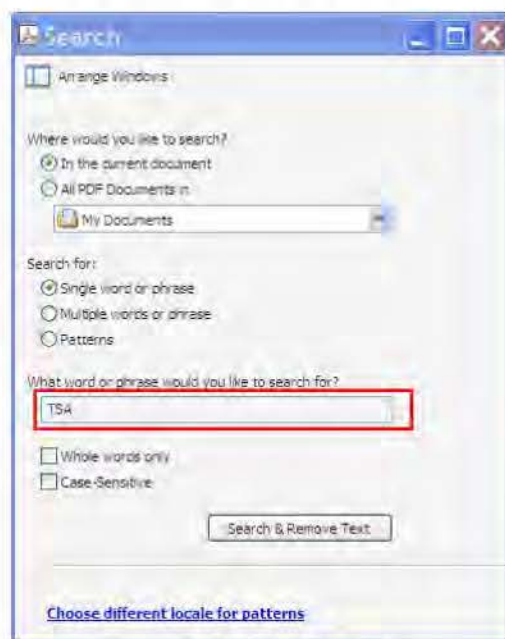 Search
Arrange Windows
Where would you like to search?
In the current document
All PDF Documents in
My Documents
Search for:
Single word or phrase
Multiple words or phrase
Patterns
What word or phrase would you like to search for?
TSA
Whole words only
Case-Sensitive
Search & Remove Text
Choose different locale for patterns